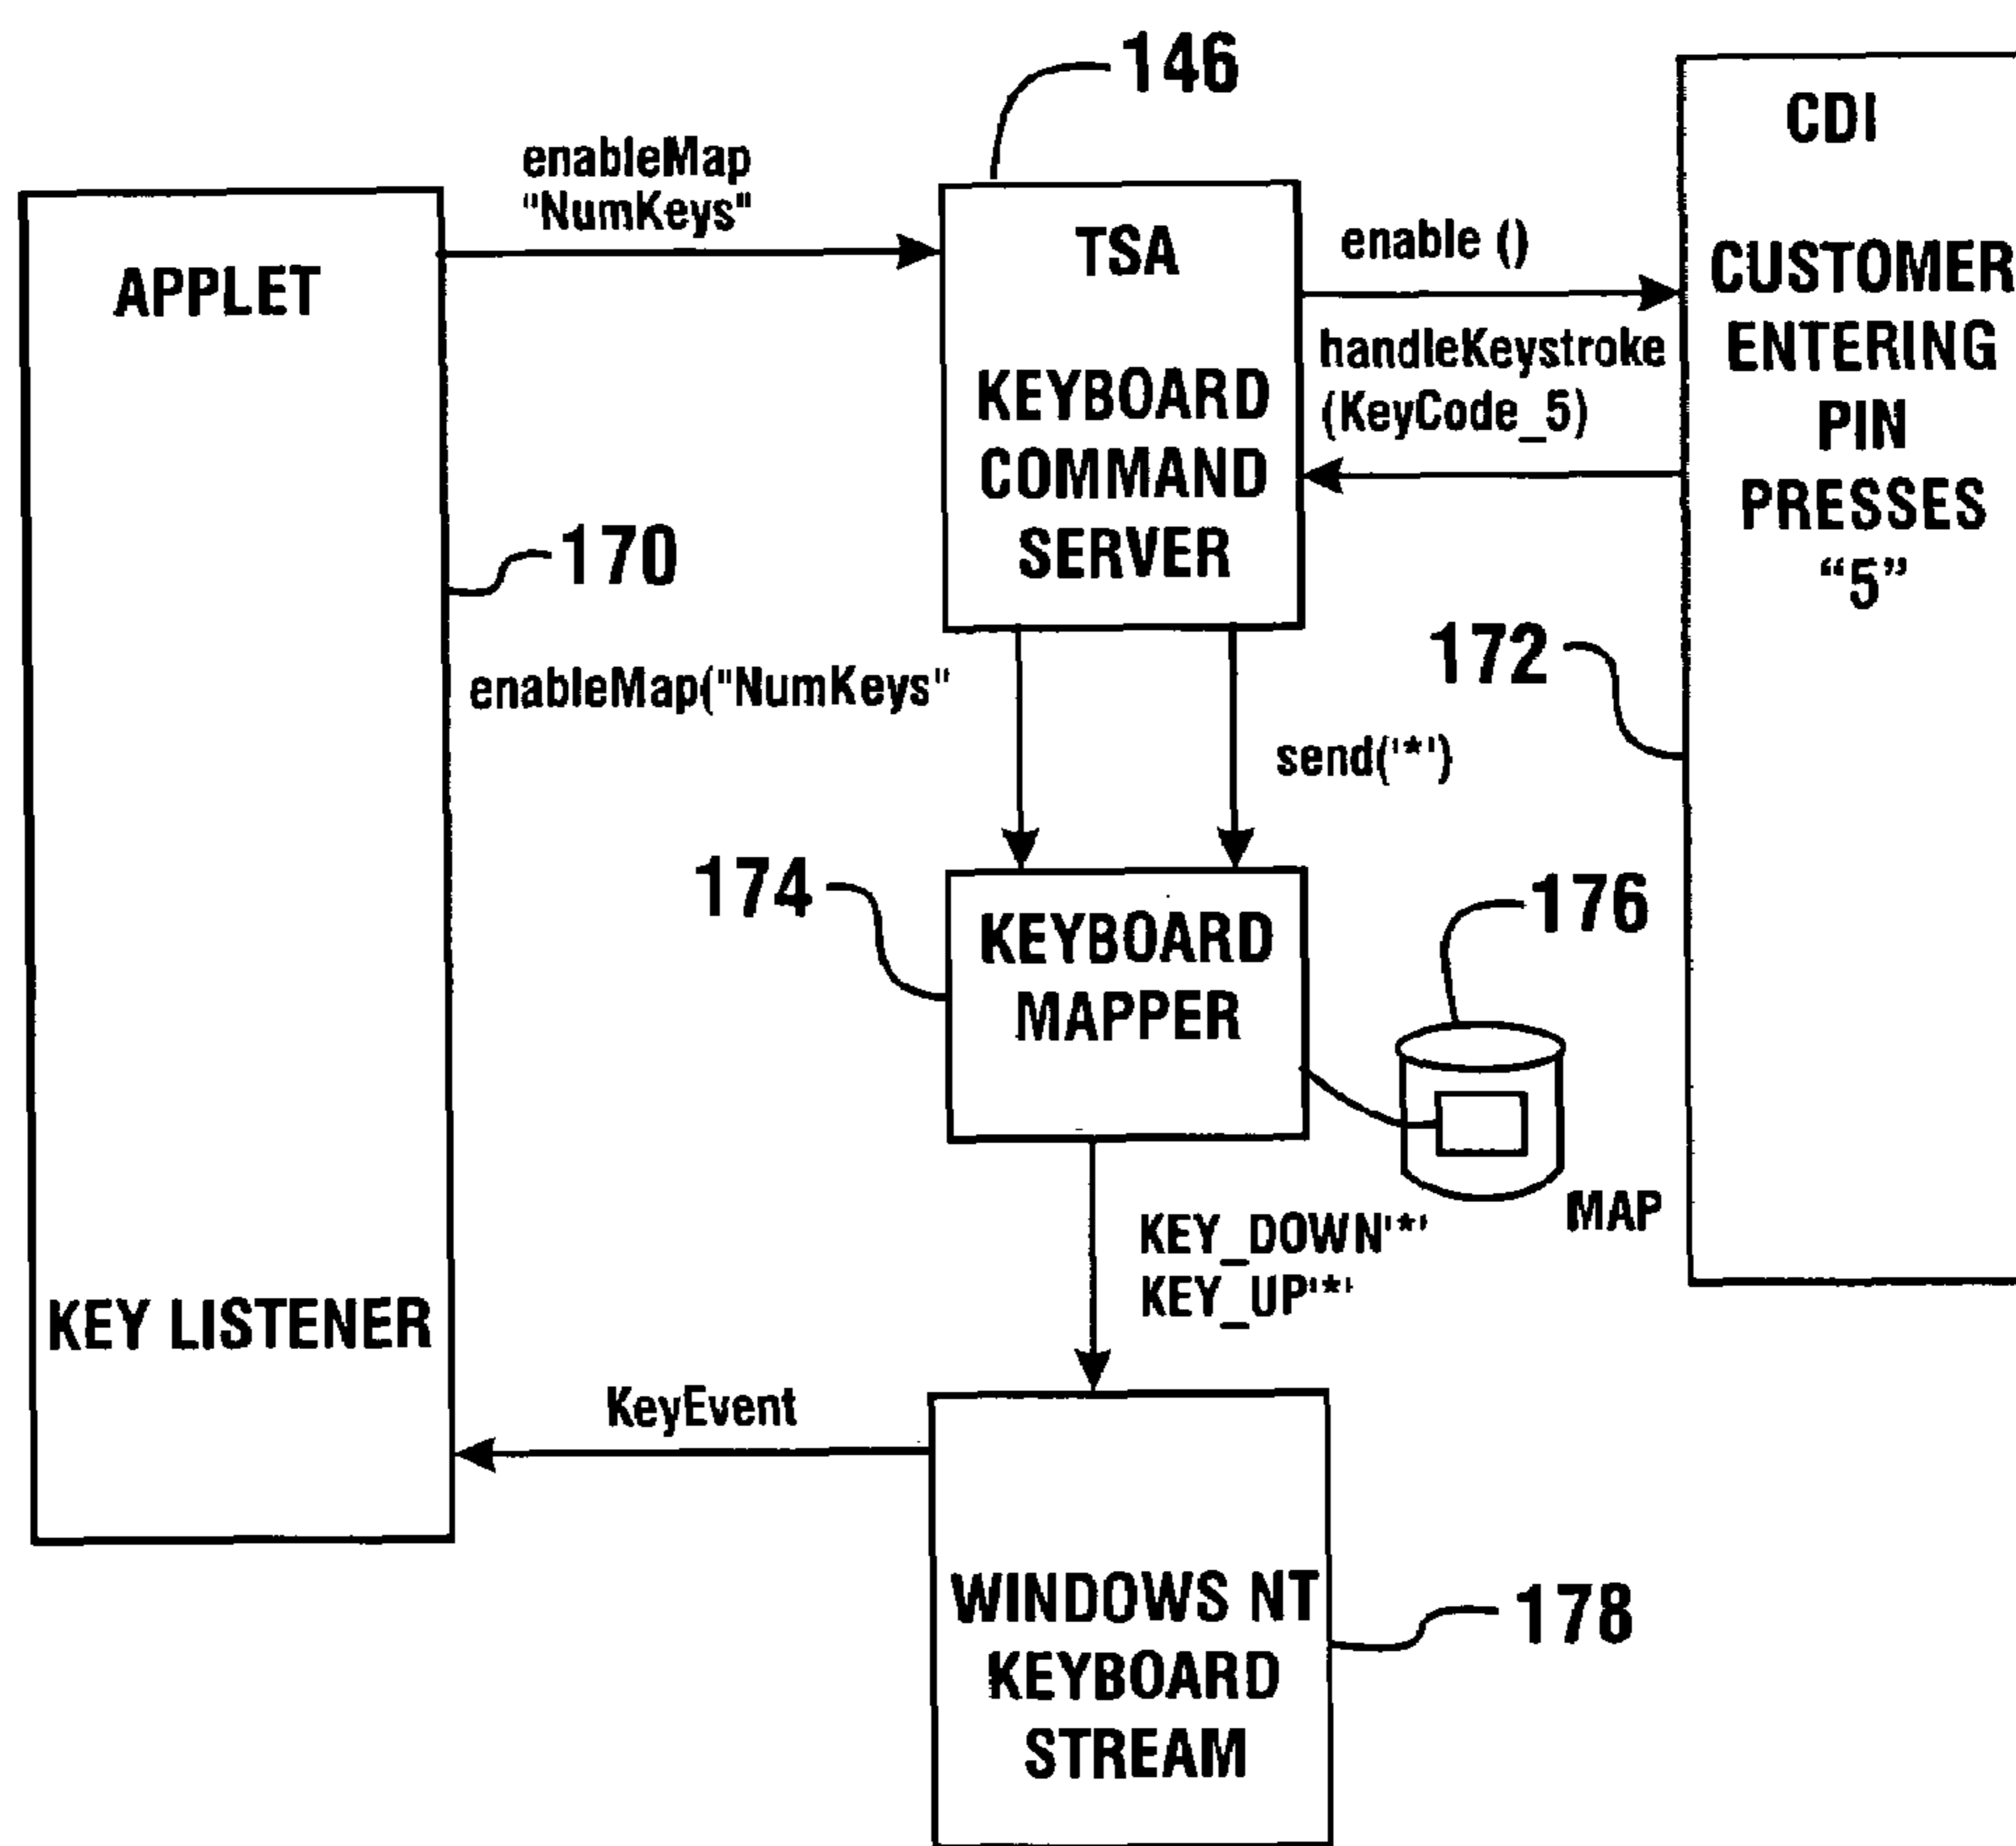 146
CDI
enableMap
"NumKeys"
APPLET
TSA
enable ()
CUSTOMER
ENTERING
PIN
PRESSES
“5”
handleKeystroke
(KeyCode_5)
KEYBOARD
COMMAND
SERVER
170
172
enableMap("NumKeys"
send('*')
174
KEYBOARD
MAPPER
176
MAP
KEY_DOWN'*'
KEY_UP'*'
KEY LISTENER
KeyEvent
WINDOWS NT
KEYBOARD
STREAM
178